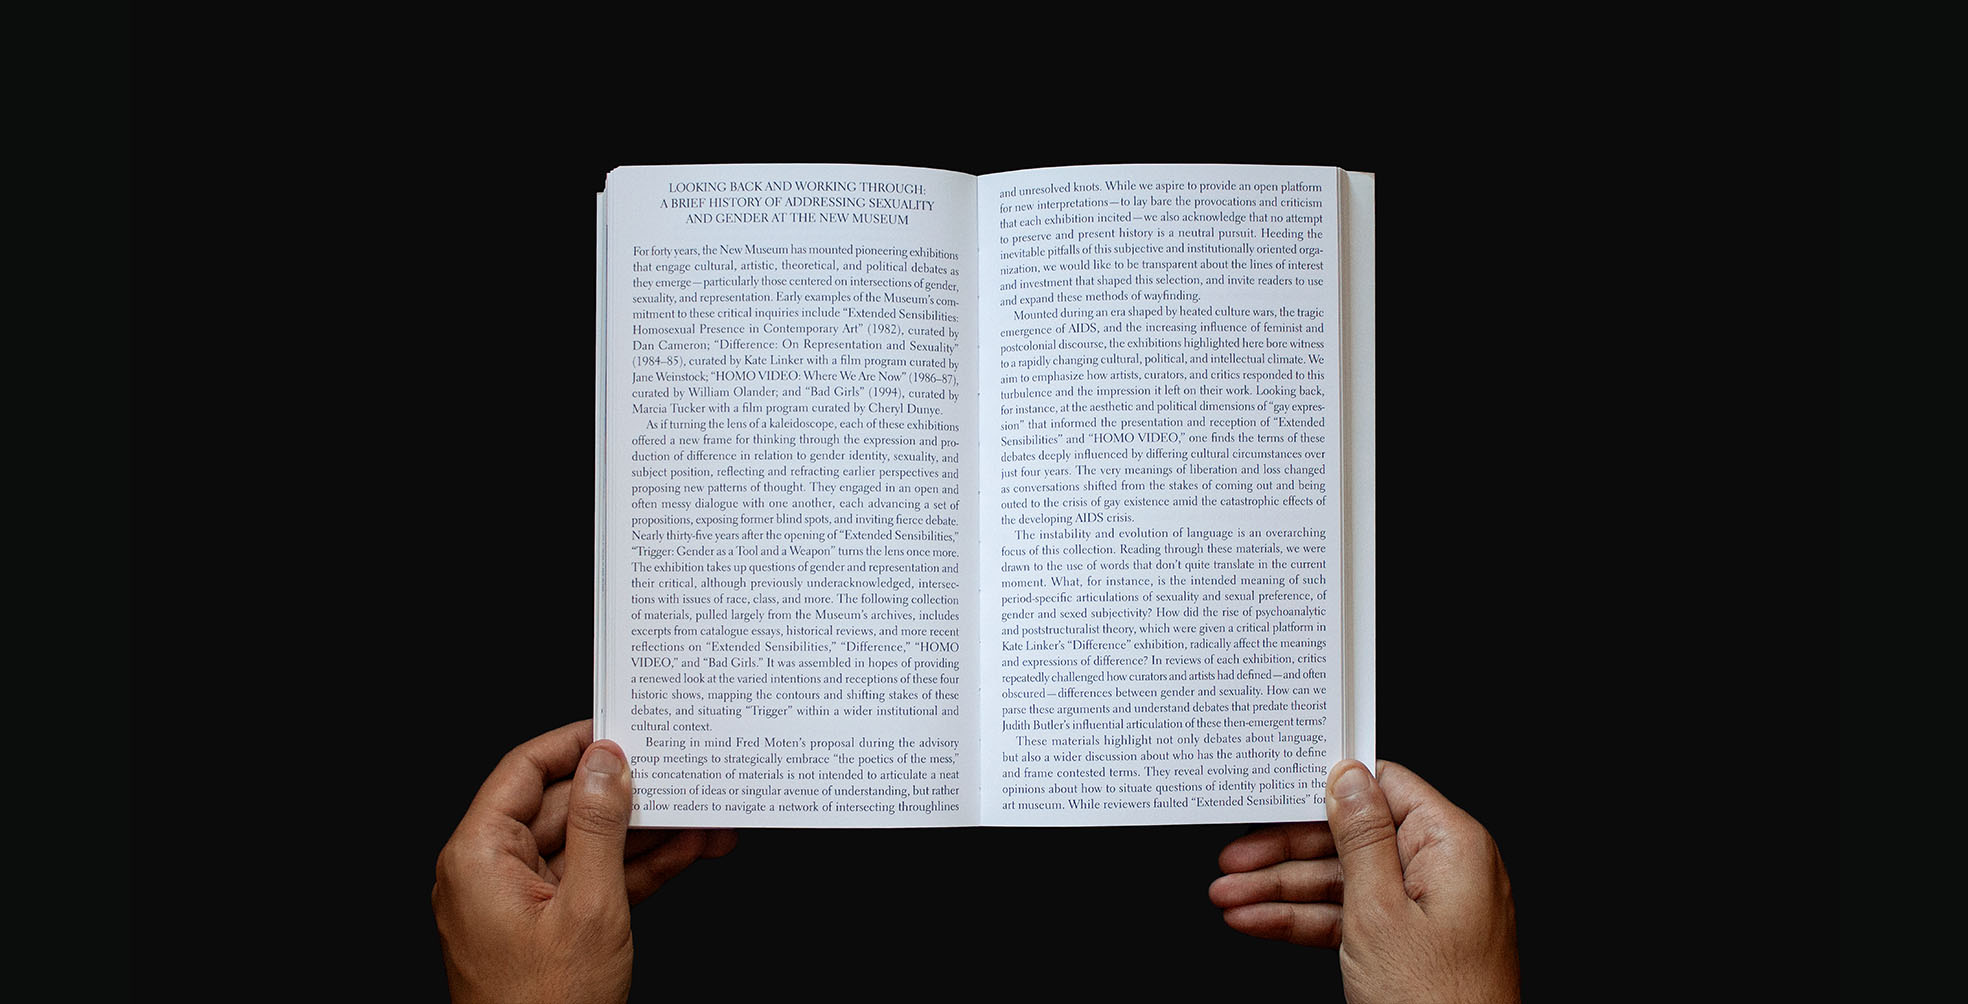 LOOKING BACK AND WORKING THROUGH:
A BRIEF HISTORY OF ADDRESSING SEXUALITY
AND GENDER AT THE NEW MUSEUM
For forty years, the New Museum has mounted pioneering exhibitions
that engage cultural, artistic, theoretical, and political debates as
they emerge—particularly those centered on intersections of gender,
sexuality, and representation. Early examples of the Museum's com-
mitment to these critical inquiries include “Extended Sensibilities:
Homosexual Presence in Contemporary Art” (1982), curated by
Dan Cameron; “Difference: On Representation and Sexuality”
(1984–85), curated by Kate Linker with a film program curated by
Jane Weinstock; “HOMO VIDEO: Where We Are Now” (1986–87),
curated by William Olander; and “Bad Girls” (1994), curated by
Marcia Tucker with a film program curated by Cheryl Dunye.
As if turning the lens of a kaleidoscope, each of these exhibitions
offered a new frame for thinking through the expression and pro-
duction of difference in relation to gender identity, sexuality, and
subject position, reflecting and refracting earlier perspectives and
proposing new patterns of thought. They engaged in an open and
often messy dialogue with one another, each advancing a set of
propositions, exposing former blind spots, and inviting fierce debate.
Nearly thirty-five years after the opening of “Extended Sensibilities,”
“Trigger: Gender as a Tool and a Weapon” turns the lens once more.
The exhibition takes up questions of gender and representation and
their critical, although previously underacknowledged, intersec-
tions with issues of race, class, and more. The following collection
of materials, pulled largely from the Museum's archives, includes
excerpts from catalogue essays, historical reviews, and more recent
reflections on “Extended Sensibilities,” “Difference,” “HOMO
VIDEO,” and “Bad Girls.” It was assembled in hopes of providing
a renewed look at the varied intentions and receptions of these four
historic shows, mapping the contours and shifting stakes of these
debates, and situating “Trigger” within a wider institutional and
cultural context.
Bearing in mind Fred Moten's proposal during the advisory
group meetings to strategically embrace “the poetics of the mess,”
this concatenation of materials is not intended to articulate a neat
progression of ideas or singular avenue of understanding, but rather
to allow readers to navigate a network of intersecting throughlines
and unresolved knots. While we aspire to provide an open platform
for new interpretations—to lay bare the provocations and criticism
that each exhibition incited—we also acknowledge that no attempt
to preserve and present history is a neutral pursuit. Heeding the
inevitable pitfalls of this subjective and institutionally oriented orga-
nization, we would like to be transparent about the lines of interest
and investment that shaped this selection, and invite readers to use
and expand these methods of wayfinding.
Mounted during an era shaped by heated culture wars, the tragic
emergence of AIDS, and the increasing influence of feminist and
postcolonial discourse, the exhibitions highlighted here bore witness
to a rapidly changing cultural, political, and intellectual climate. We
aim to emphasize how artists, curators, and critics responded to this
turbulence and the impression it left on their work. Looking back,
for instance, at the aesthetic and political dimensions of “gay expres-
sion” that informed the presentation and reception of “Extended
Sensibilities” and “HOMO VIDEO,” one finds the terms of these
debates deeply influenced by differing cultural circumstances over
just four years. The very meanings of liberation and loss changed
as conversations shifted from the stakes of coming out and being
outed to the crisis of gay existence amid the catastrophic effects of
the developing AIDS crisis.
The instability and evolution of language is an overarching
focus of this collection. Reading through these materials, we were
drawn to the use of words that don't quite translate in the current
moment. What, for instance, is the intended meaning of such
period-specific articulations of sexuality and sexual preference, of
gender and sexed subjectivity? How did the rise of psychoanalytic
and poststructuralist theory, which were given a critical platform in
Kate Linker's “Difference” exhibition, radically affect the meanings
and expressions of difference? In reviews of each exhibition, critics
repeatedly challenged how curators and artists had defined—and often
obscured—differences between gender and sexuality. How can we
parse these arguments and understand debates that predate theorist
Judith Butler's influential articulation of these then-emergent terms?
These materials highlight not only debates about language,
but also a wider discussion about who has the authority to define
and frame contested terms. They reveal evolving and conflicting
opinions about how to situate questions of identity politics in the
art museum. While reviewers faulted “Extended Sensibilities” for